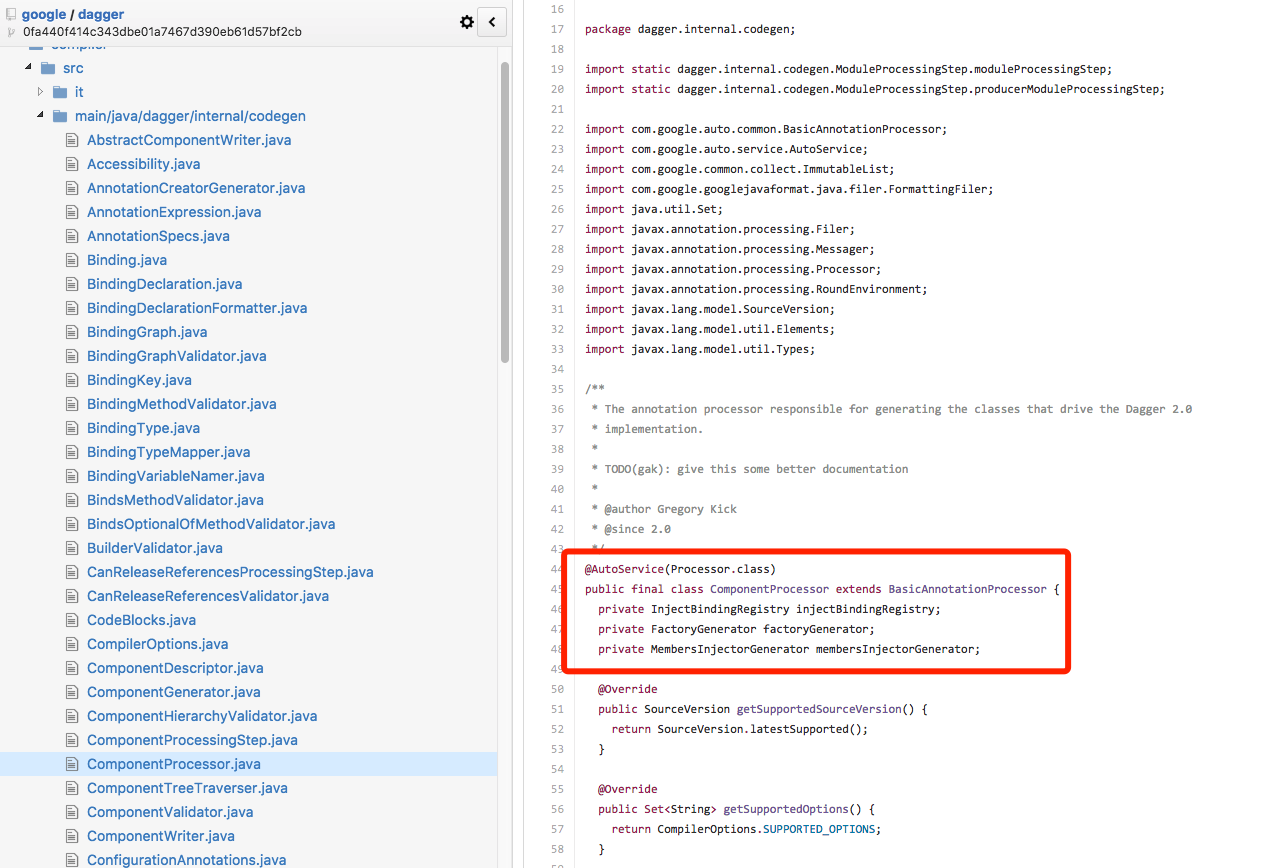 google / dagger
0fa440f414c343dbe01a7467d390eb61d57bf2cb
compiler
src
it
main/java/dagger/internal/codegen
AbstractComponentWriter.java
Accessibility.java
AnnotationCreatorGenerator.java
AnnotationExpression.java
AnnotationSpecs.java
Binding.java
BindingDeclaration.java
BindingDeclarationFormatter.java
BindingGraph.java
BindingGraphValidator.java
BindingKey.java
BindingMethodValidator.java
BindingType.java
BindingTypeMapper.java
BindingVariableNamer.java
BindsMethodValidator.java
BindsOptionalOfMethodValidator.java
BuilderValidator.java
CanReleaseReferencesProcessingStep.java
CanReleaseReferencesValidator.java
CodeBlocks.java
CompilerOptions.java
ComponentDescriptor.java
ComponentGenerator.java
ComponentHierarchyValidator.java
ComponentProcessingStep.java
ComponentProcessor.java
ComponentTreeTraverser.java
ComponentValidator.java
ComponentWriter.java
ConfigurationAnnotations.java
16
17 package dagger.internal.codegen;
18
19 import static dagger.internal.codegen.ModuleProcessingStep.moduleProcessingStep;
20 import static dagger.internal.codegen.ModuleProcessingStep.producerModuleProcessingStep;
21
22 import com.google.auto.common.BasicAnnotationProcessor;
23 import com.google.auto.service.AutoService;
24 import com.google.common.collect.ImmutableList;
25 import com.google.googlejavaformat.java.filer.FormattingFiler;
26 import java.util.Set;
27 import javax.annotation.processing.Filer;
28 import javax.annotation.processing.Messager;
29 import javax.annotation.processing.Processor;
30 import javax.annotation.processing.RoundEnvironment;
31 import javax.lang.model.SourceVersion;
32 import javax.lang.model.util.Elements;
33 import javax.lang.model.util.Types;
34
35 /**
36 * The annotation processor responsible for generating the classes that drive the Dagger 2.0
37 * implementation.
38 *
39 * TODO(gak): give this some better documentation
40 *
41 * @author Gregory Kick
42 * @since 2.0
43 */
44 @AutoService(Processor.class)
45 public final class ComponentProcessor extends BasicAnnotationProcessor {
46 private InjectBindingRegistry injectBindingRegistry;
47 private FactoryGenerator factoryGenerator;
48 private MembersInjectorGenerator membersInjectorGenerator;
49
50 @Override
51 public SourceVersion getSupportedSourceVersion() {
52 return SourceVersion.latestSupported();
53 }
54
55 @Override
56 public Set<String> getSupportedOptions() {
57 return CompilerOptions.SUPPORTED_OPTIONS;
58 }